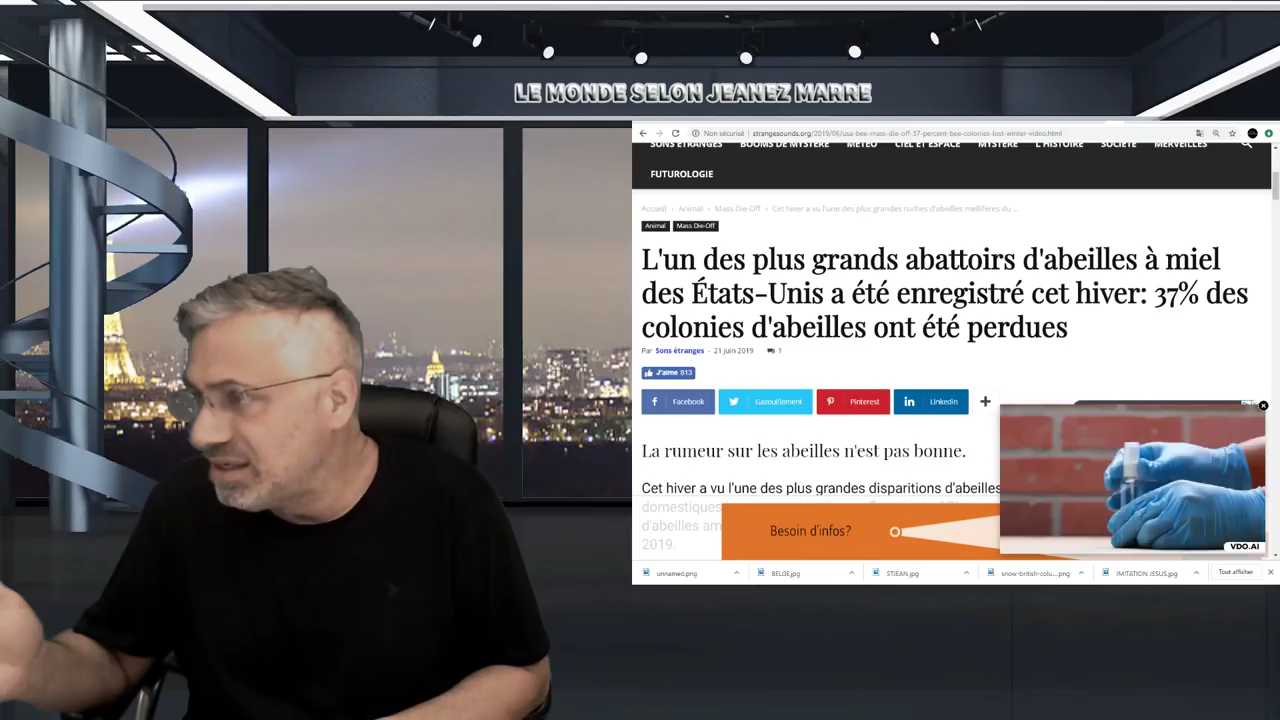 LE MONDE SELON JEANEZ MARRE
Non sécurisé | strangesounds.org/2019/06/usa-bee-mass-die-off-37-percent-bee-colonies-lost-winter-video.html
SONS ÉTRANGES BOOMS DE MYSTÈRE MÉTÉO CIEL ET ESPACE MYSTÈRE L'HISTOIRE SOCIÉTÉ MERVEILLES
FUTUROLOGIE
Accueil › Animal › Mass Die-Off › Cet hiver a vu l'une des plus grandes ruches d'abeilles mellifères du ...
Animal Mass Die-Off
L'un des plus grands abattoirs d'abeilles à miel
des États-Unis a été enregistré cet hiver: 37% des
colonies d'abeilles ont été perdues
Par Sons étranges - 21 juin 2019 1
J'aime 813
Facebook Gazouillement Pinterest Linkedin
La rumeur sur les abeilles n'est pas bonne.
Cet hiver a vu l'une des plus grandes disparitions d'abeilles
domestiques
d'abeilles am
2019.
Besoin d'infos?
VDO.AI
unnamed.png BELGE.jpg STJEAN.jpg snow-british-colu....png IMITATION JESUS.jpg Tout afficher